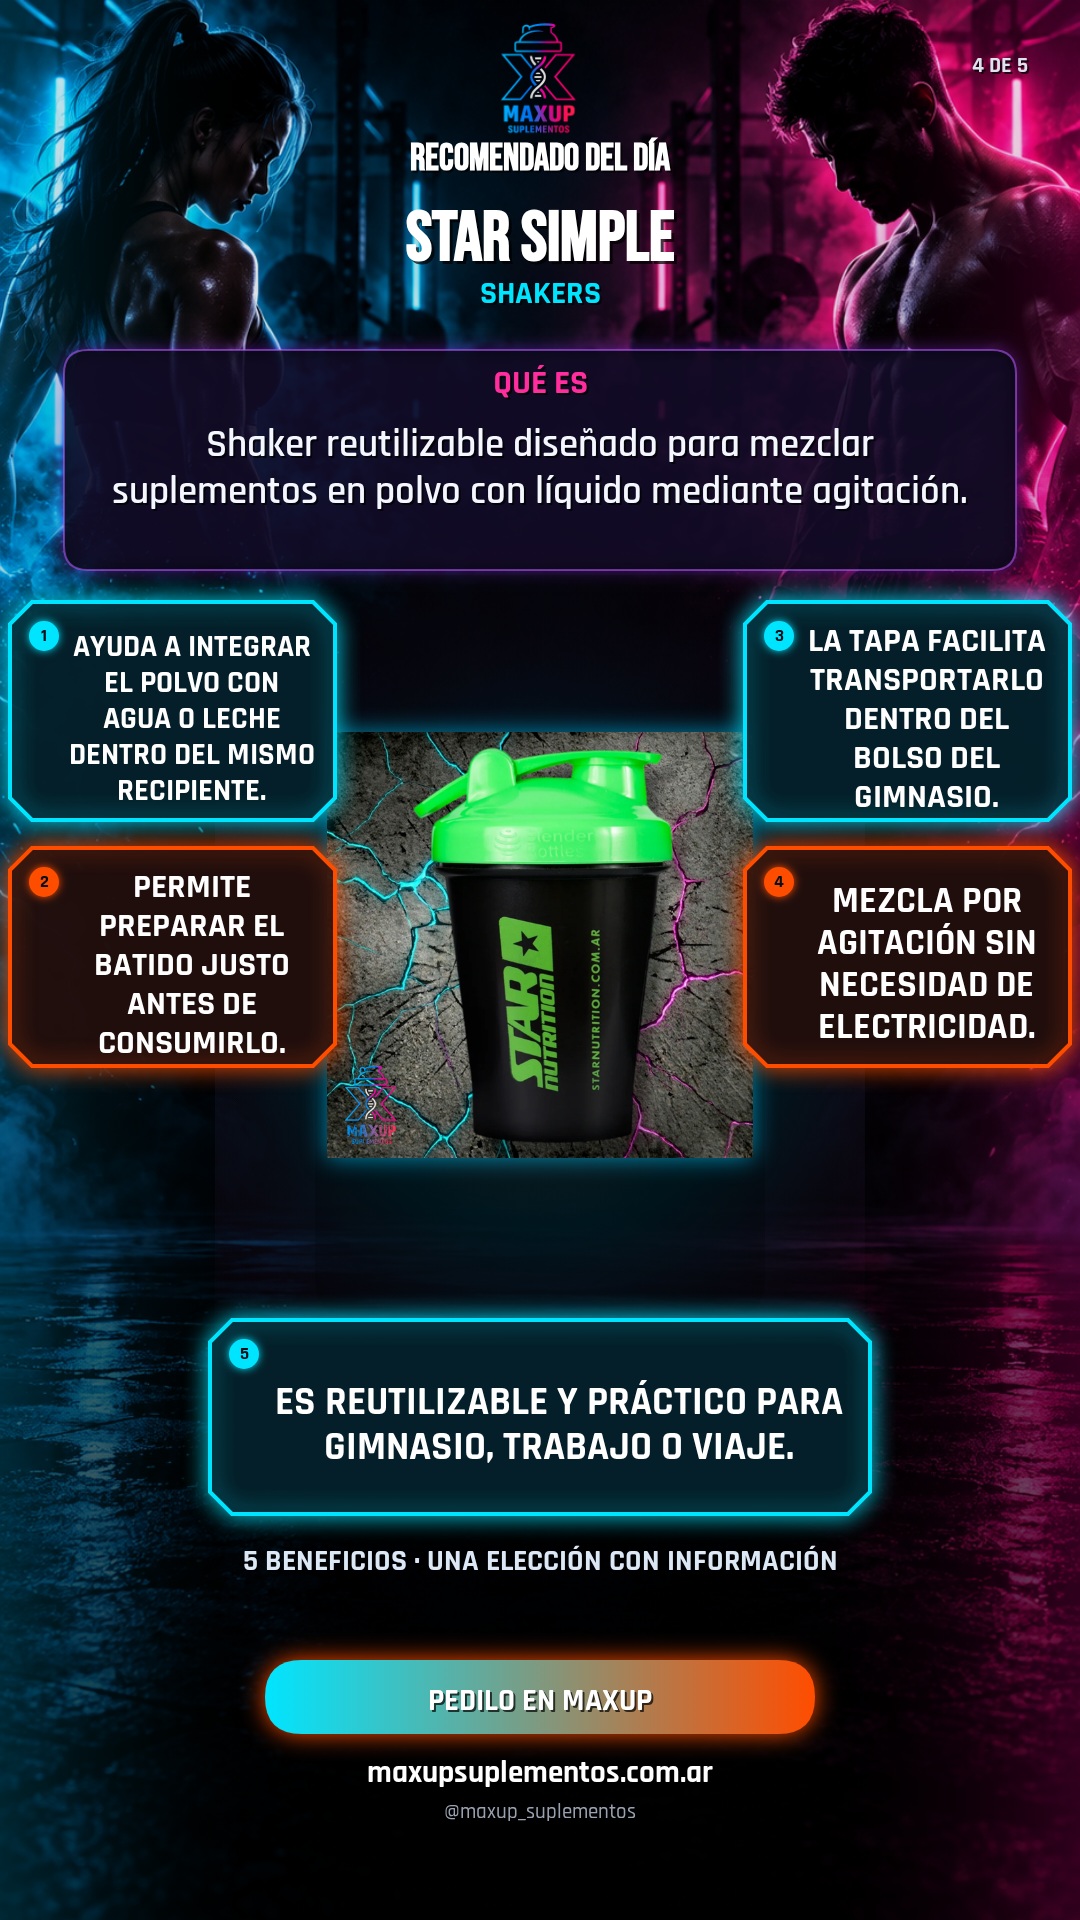 MAXUP
SUPLEMENTOS
4 DE 5
RECOMENDADO DEL DÍA
STAR SIMPLE
SHAKERS
QUÉ ES
Shaker reutilizable diseñado para mezclar
suplementos en polvo con líquido mediante agitación.
1
AYUDA A INTEGRAR
EL POLVO CON
AGUA O LECHE
DENTRO DEL MISMO
RECIPIENTE.
2
PERMITE
PREPARAR EL
BATIDO JUSTO
ANTES DE
CONSUMIRLO.
3
LA TAPA FACILITA
TRANSPORTARLO
DENTRO DEL
BOLSO DEL
GIMNASIO.
4
MEZCLA POR
AGITACIÓN SIN
NECESIDAD DE
ELECTRICIDAD.
STAR
NUTRITION
STARNUTRITION.COM.AR
MAXUP
5
ES REUTILIZABLE Y PRÁCTICO PARA
GIMNASIO, TRABAJO O VIAJE.
5 BENEFICIOS · UNA ELECCIÓN CON INFORMACIÓN
PEDILO EN MAXUP
maxupsuplementos.com.ar
@maxup_suplementos